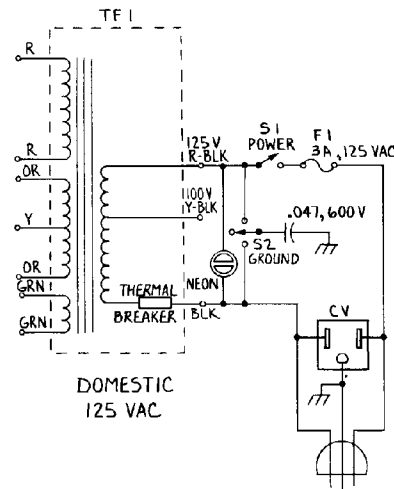 TF1
R
R
OR
Y
OR
GRN
GRN
125V
R-BLK
1100V
Y-BLK
S1
POWER
F1
3A, 125 VAC
.047, 600V
S2
GROUND
NEON
THERMAL
BREAKER
BLK
CV
DOMESTIC
125 VAC